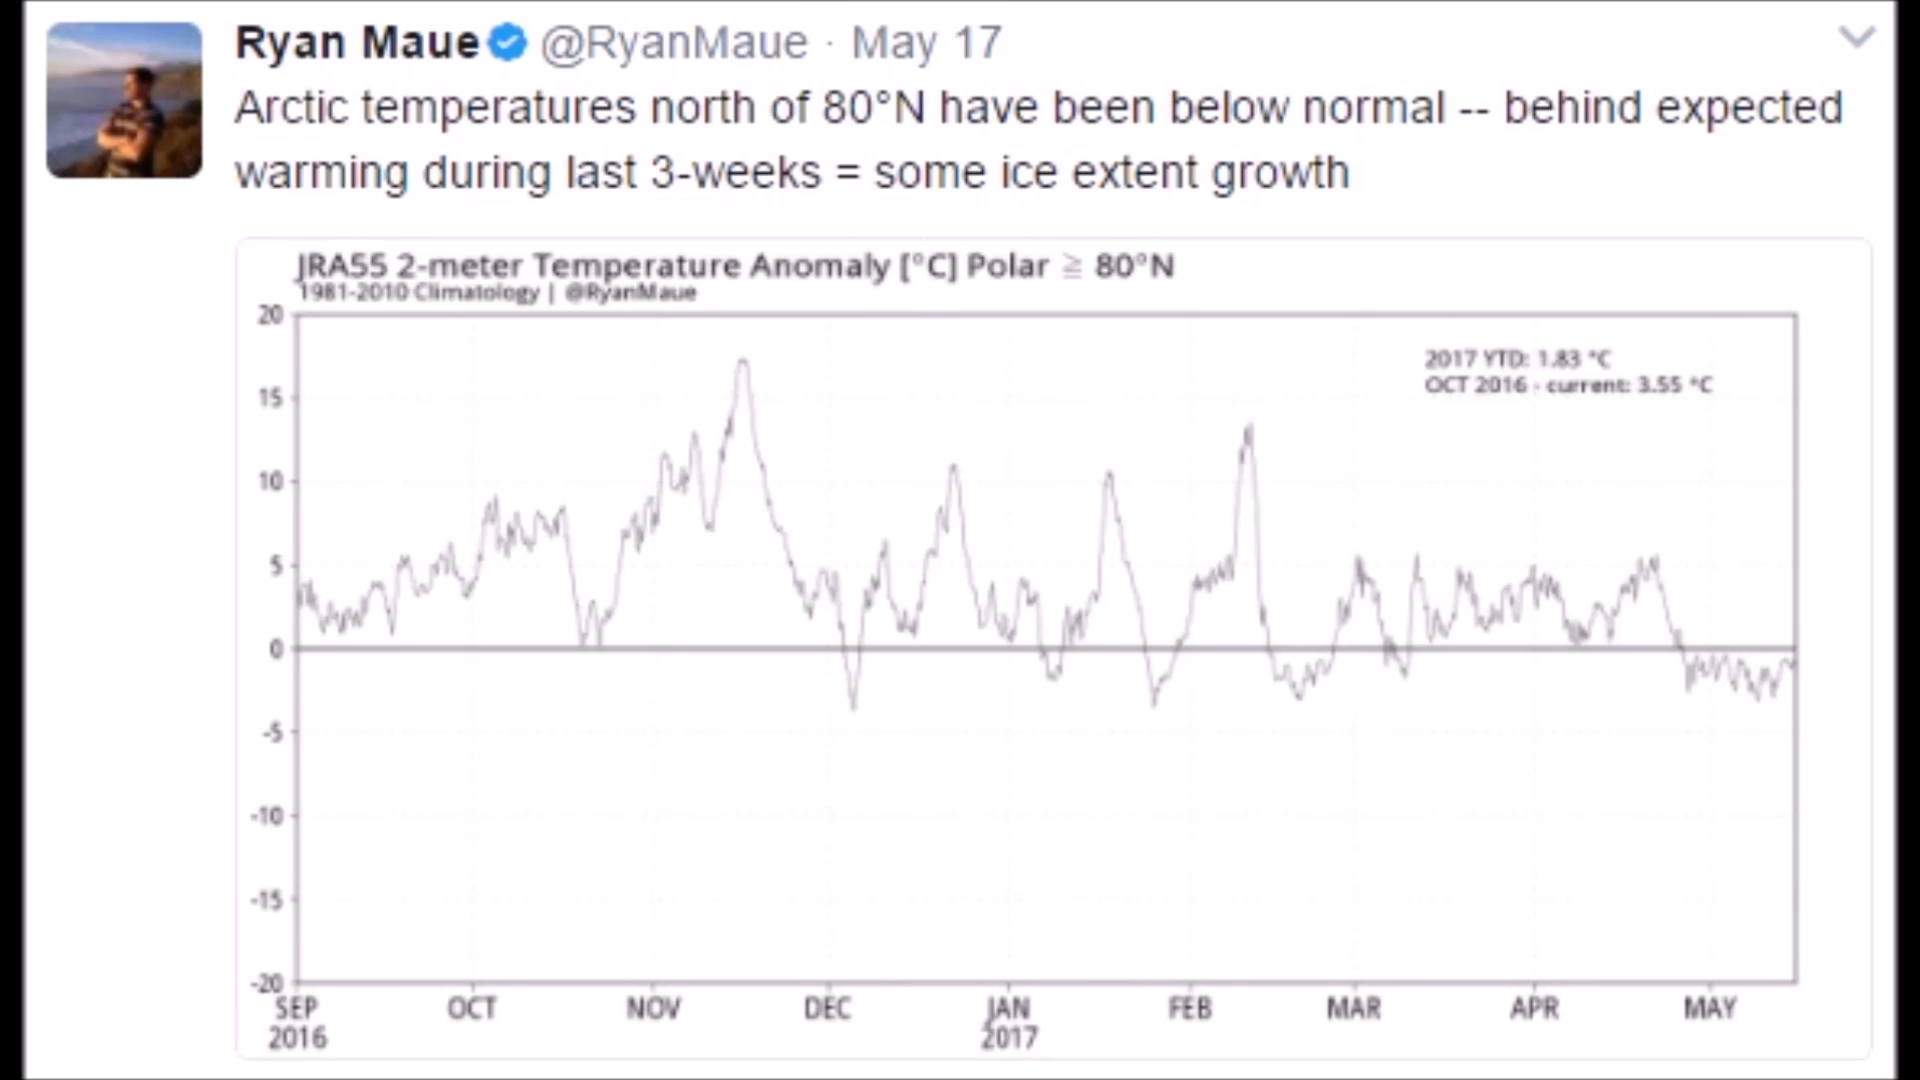 Ryan Maue @RyanMaue · May 17
Arctic temperatures north of 80°N have been below normal -- behind expected
warming during last 3-weeks = some ice extent growth
JRA55 2-meter Temperature Anomaly [°C] Polar ≧ 80°N
1981-2010 Climatology | @RyanMaue
2017 YTD: 1.83 °C
OCT 2016 - current: 3.55 °C
20
15
10
5
0
-5
-10
-15
-20
SEP OCT NOV DEC JAN FEB MAR APR MAY
2016 2017